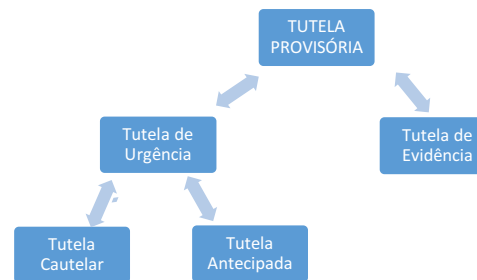 TUTELA
PROVISÓRIA
Tutela de
Urgência
Tutela de
Evidência
Tutela
Cautelar
Tutela
Antecipada